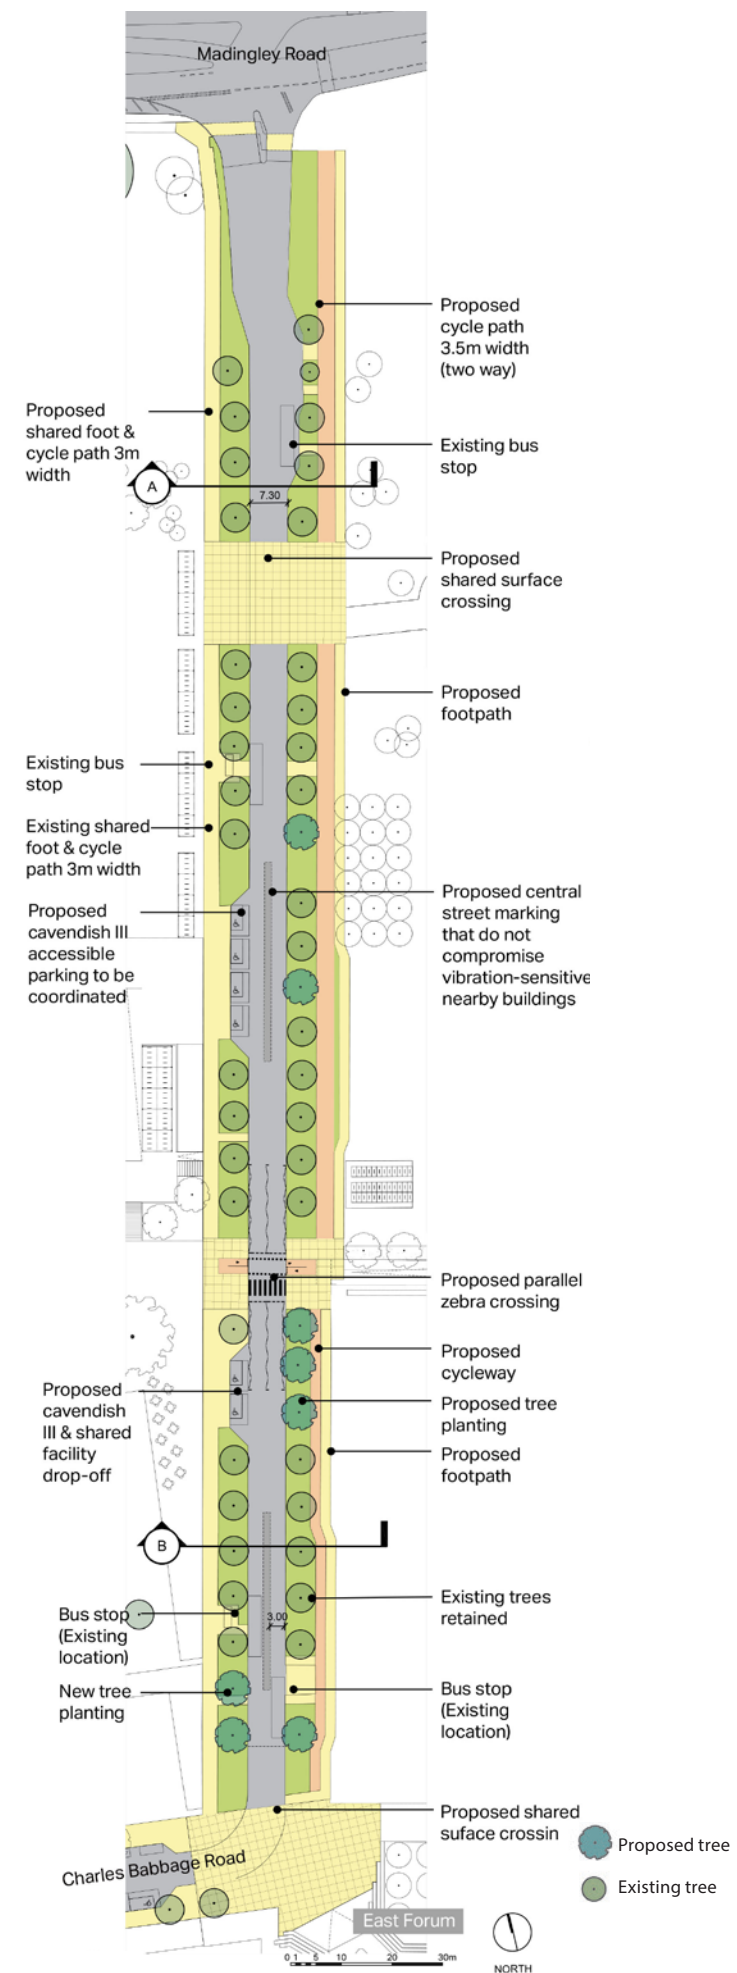 Madingley Road
Proposed
cycle path
3.5m width
(two way)
Proposed
shared foot &
cycle path 3m
width
Existing bus
stop
A
7.30
Proposed
shared surface
crossing
Proposed
footpath
Existing bus
stop
Existing shared
foot & cycle
path 3m width
Proposed central
street marking
that do not
compromise
vibration-sensitive
nearby buildings
Proposed
cavendish III
accessible
parking to be
coordinated
Proposed parallel
zebra crossing
Proposed
cycleway
Proposed
cavendish
III & shared
facility
drop-off
Proposed tree
planting
Proposed
footpath
B
Existing trees
retained
Bus stop
(Existing
location)
3.00
New tree
planting
Bus stop
(Existing
location)
Proposed shared
suface crossin
Proposed tree
Charles Babbage Road
Existing tree
East Forum
0 1 5 10 20 30m
NORTH